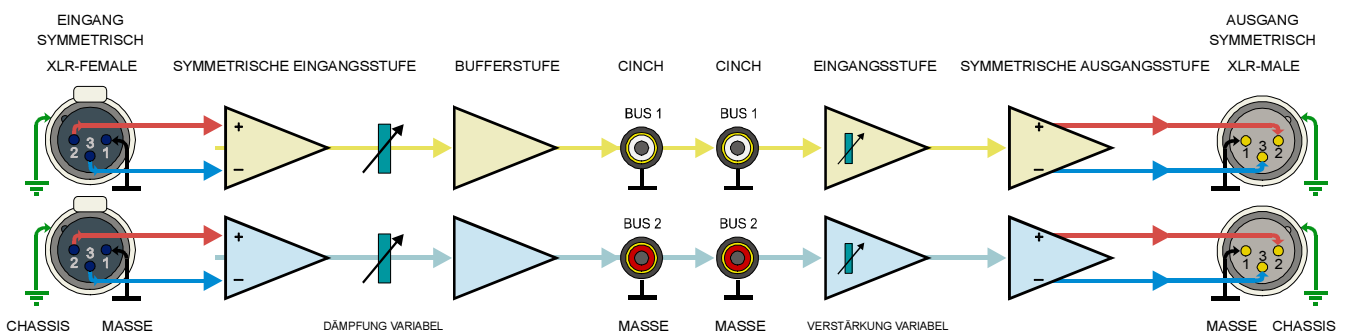 EINGANG
SYMMETRISCH
XLR-FEMALE
SYMMETRISCHE EINGANGSSTUFE
BUFFERSTUFE
CINCH
CINCH
EINGANGSSTUFE
SYMMETRISCHE AUSGANGSSTUFE
AUSGANG
SYMMETRISCH
XLR-MALE
2 3 1
+
−
BUS 1
BUS 1
+
−
1 3 2
2 3 1
+
−
BUS 2
BUS 2
+
−
1 3 2
CHASSIS
MASSE
DÄMPFUNG VARIABEL
MASSE
MASSE
VERSTÄRKUNG VARIABEL
MASSE
CHASSIS